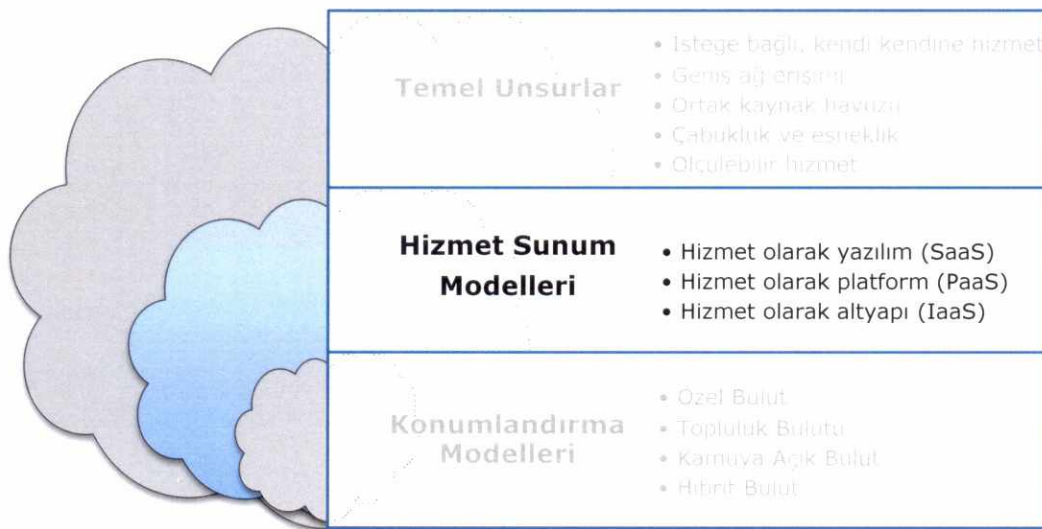 Temel Unsurlar
• İsteğe bağlı, kendi kendine hizmet
• Geniş ağ erişimi
• Ortak kaynak havuzu
• Çabukluk ve esneklik
• Ölçülebilir hizmet
Hizmet Sunum
Modelleri
• Hizmet olarak yazılım (SaaS)
• Hizmet olarak platform (PaaS)
• Hizmet olarak altyapı (IaaS)
Konumlandırma
Modelleri
• Özel Bulut
• Topluluk Bulutu
• Kamuya Açık Bulut
• Hibrit Bulut